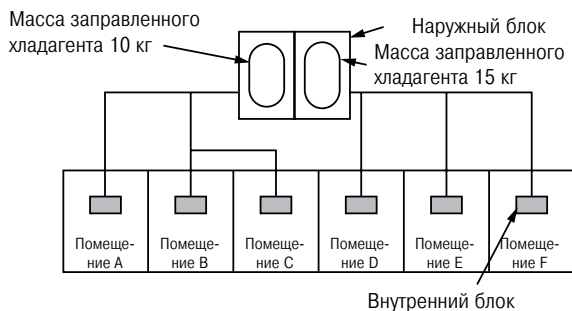 Масса заправленного
хладагента 10 кг
Наружный блок
Масса заправленного
хладагента 15 кг
Помеще-
ние A
Помеще-
ние B
Помеще-
ние C
Помеще-
ние D
Помеще-
ние E
Помеще-
ние F
Внутренний блок